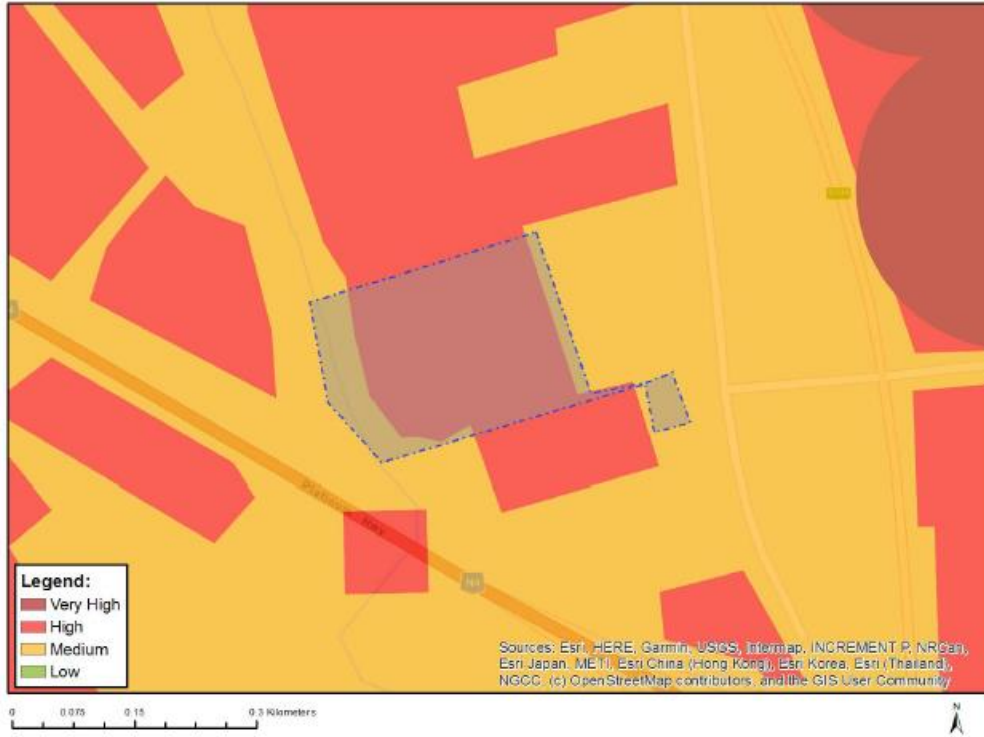 Legend:
Very High
High
Medium
Low
Sources: Esri, HERE, Garmin, USGS, Intermap, INCREMENT P, NRCan,
Esri Japan, METI, Esri China (Hong Kong), Esri Korea, Esri (Thailand),
NGCC, (c) OpenStreetMap contributors, and the GIS User Community
0 0.075 0.15 0.3 Kilometers
N